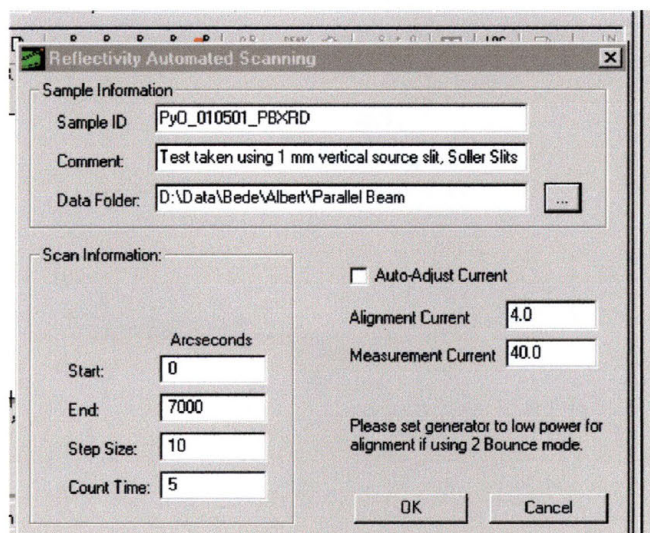 Reflectivity Automated Scanning
Sample Information
Sample ID PyO_010501_PBXRD
Comment: Test taken using 1 mm vertical source slit, Soller Slits
Data Folder: D:\Data\Bede\Albert\Parallel Beam ...
Scan Information:
Arcseconds
Start: 0
End: 7000
Step Size: 10
Count Time: 5
Auto-Adjust Current
Alignment Current 4.0
Measurement Current 40.0
Please set generator to low power for
alignment if using 2 Bounce mode.
OK Cancel